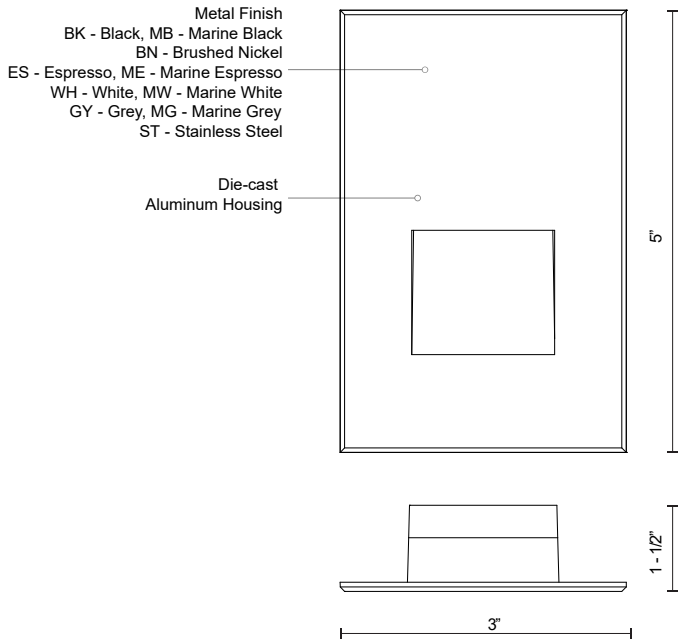 Metal Finish
BK - Black, MB - Marine Black
BN - Brushed Nickel
ES - Espresso, ME - Marine Espresso
WH - White, MW - Marine White
GY - Grey, MG - Marine Grey
ST - Stainless Steel
Die-cast
Aluminum Housing
5"
1 - 1/2"
3"